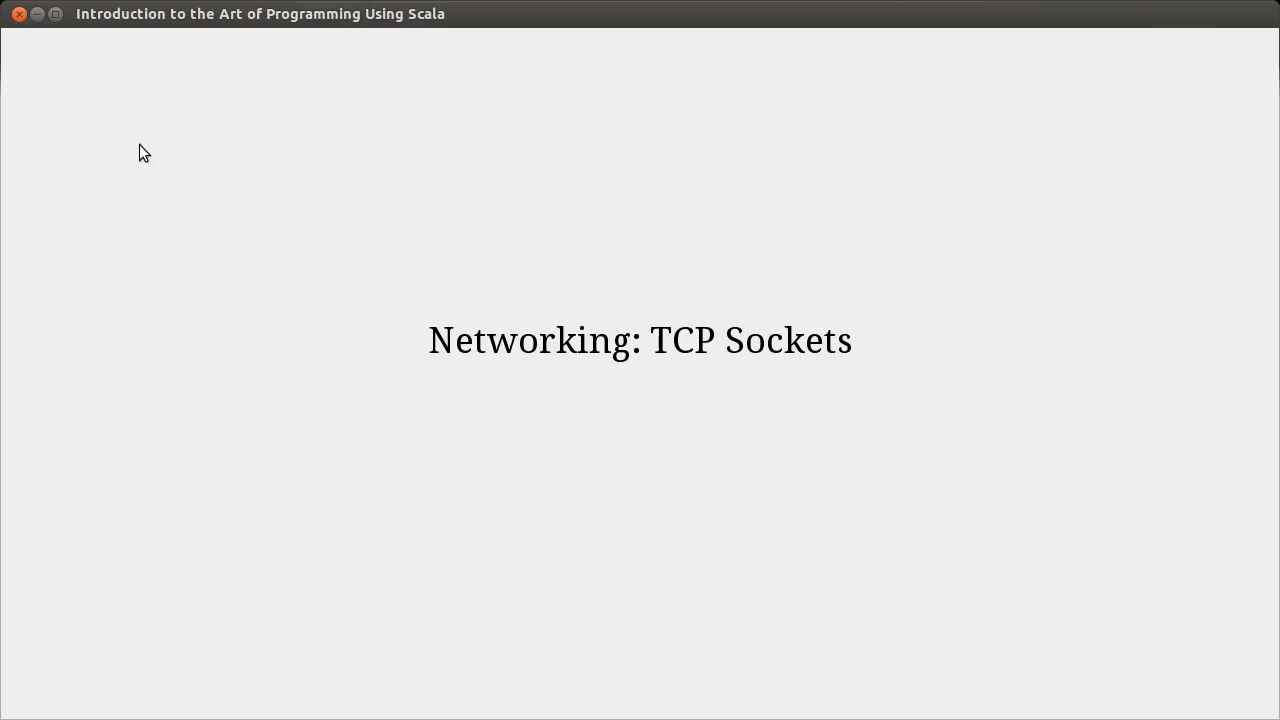 Introduction to the Art of Programming Using Scala
Networking: TCP Sockets